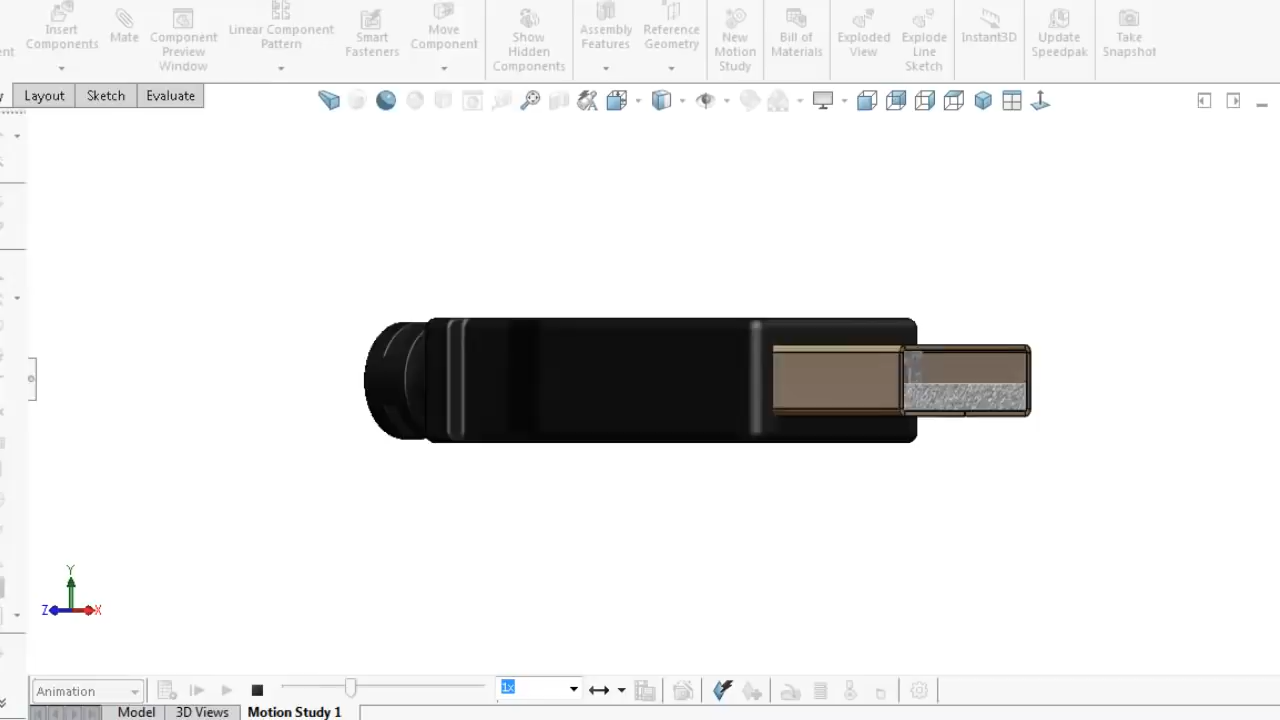 Insert
Components
Mate
Component
Preview
Window
Linear Component
Pattern
Smart
Fasteners
Move
Component
Show
Hidden
Components
Assembly
Features
Reference
Geometry
New
Motion
Study
Bill of
Materials
Exploded
View
Explode
Line
Sketch
Instant3D
Update
Speedpak
Take
Snapshot
Layout
Sketch
Evaluate
Y
Z
X
Animation
1x
Model
3D Views
Motion Study 1